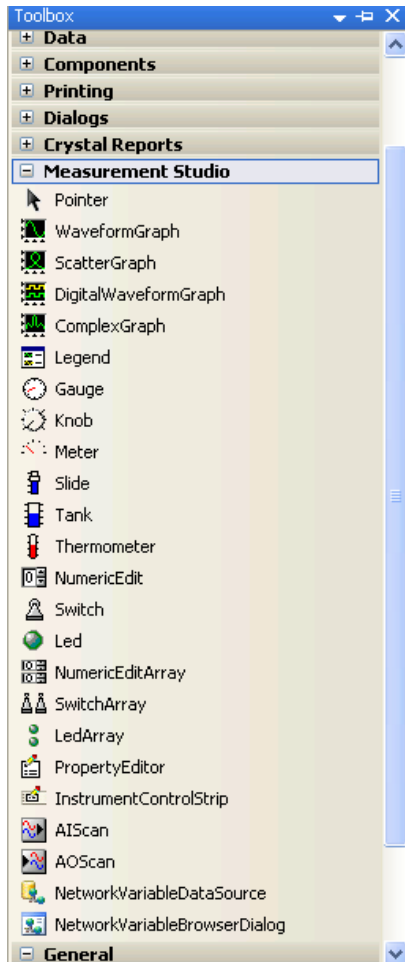 Toolbox
Data
Components
Printing
Dialogs
Crystal Reports
Measurement Studio
Pointer
WaveformGraph
ScatterGraph
DigitalWaveformGraph
ComplexGraph
Legend
Gauge
Knob
Meter
Slide
Tank
Thermometer
NumericEdit
Switch
Led
NumericEditArray
SwitchArray
LedArray
PropertyEditor
InstrumentControlStrip
AIScan
AOScan
NetworkVariableDataSource
NetworkVariableBrowserDialog
General